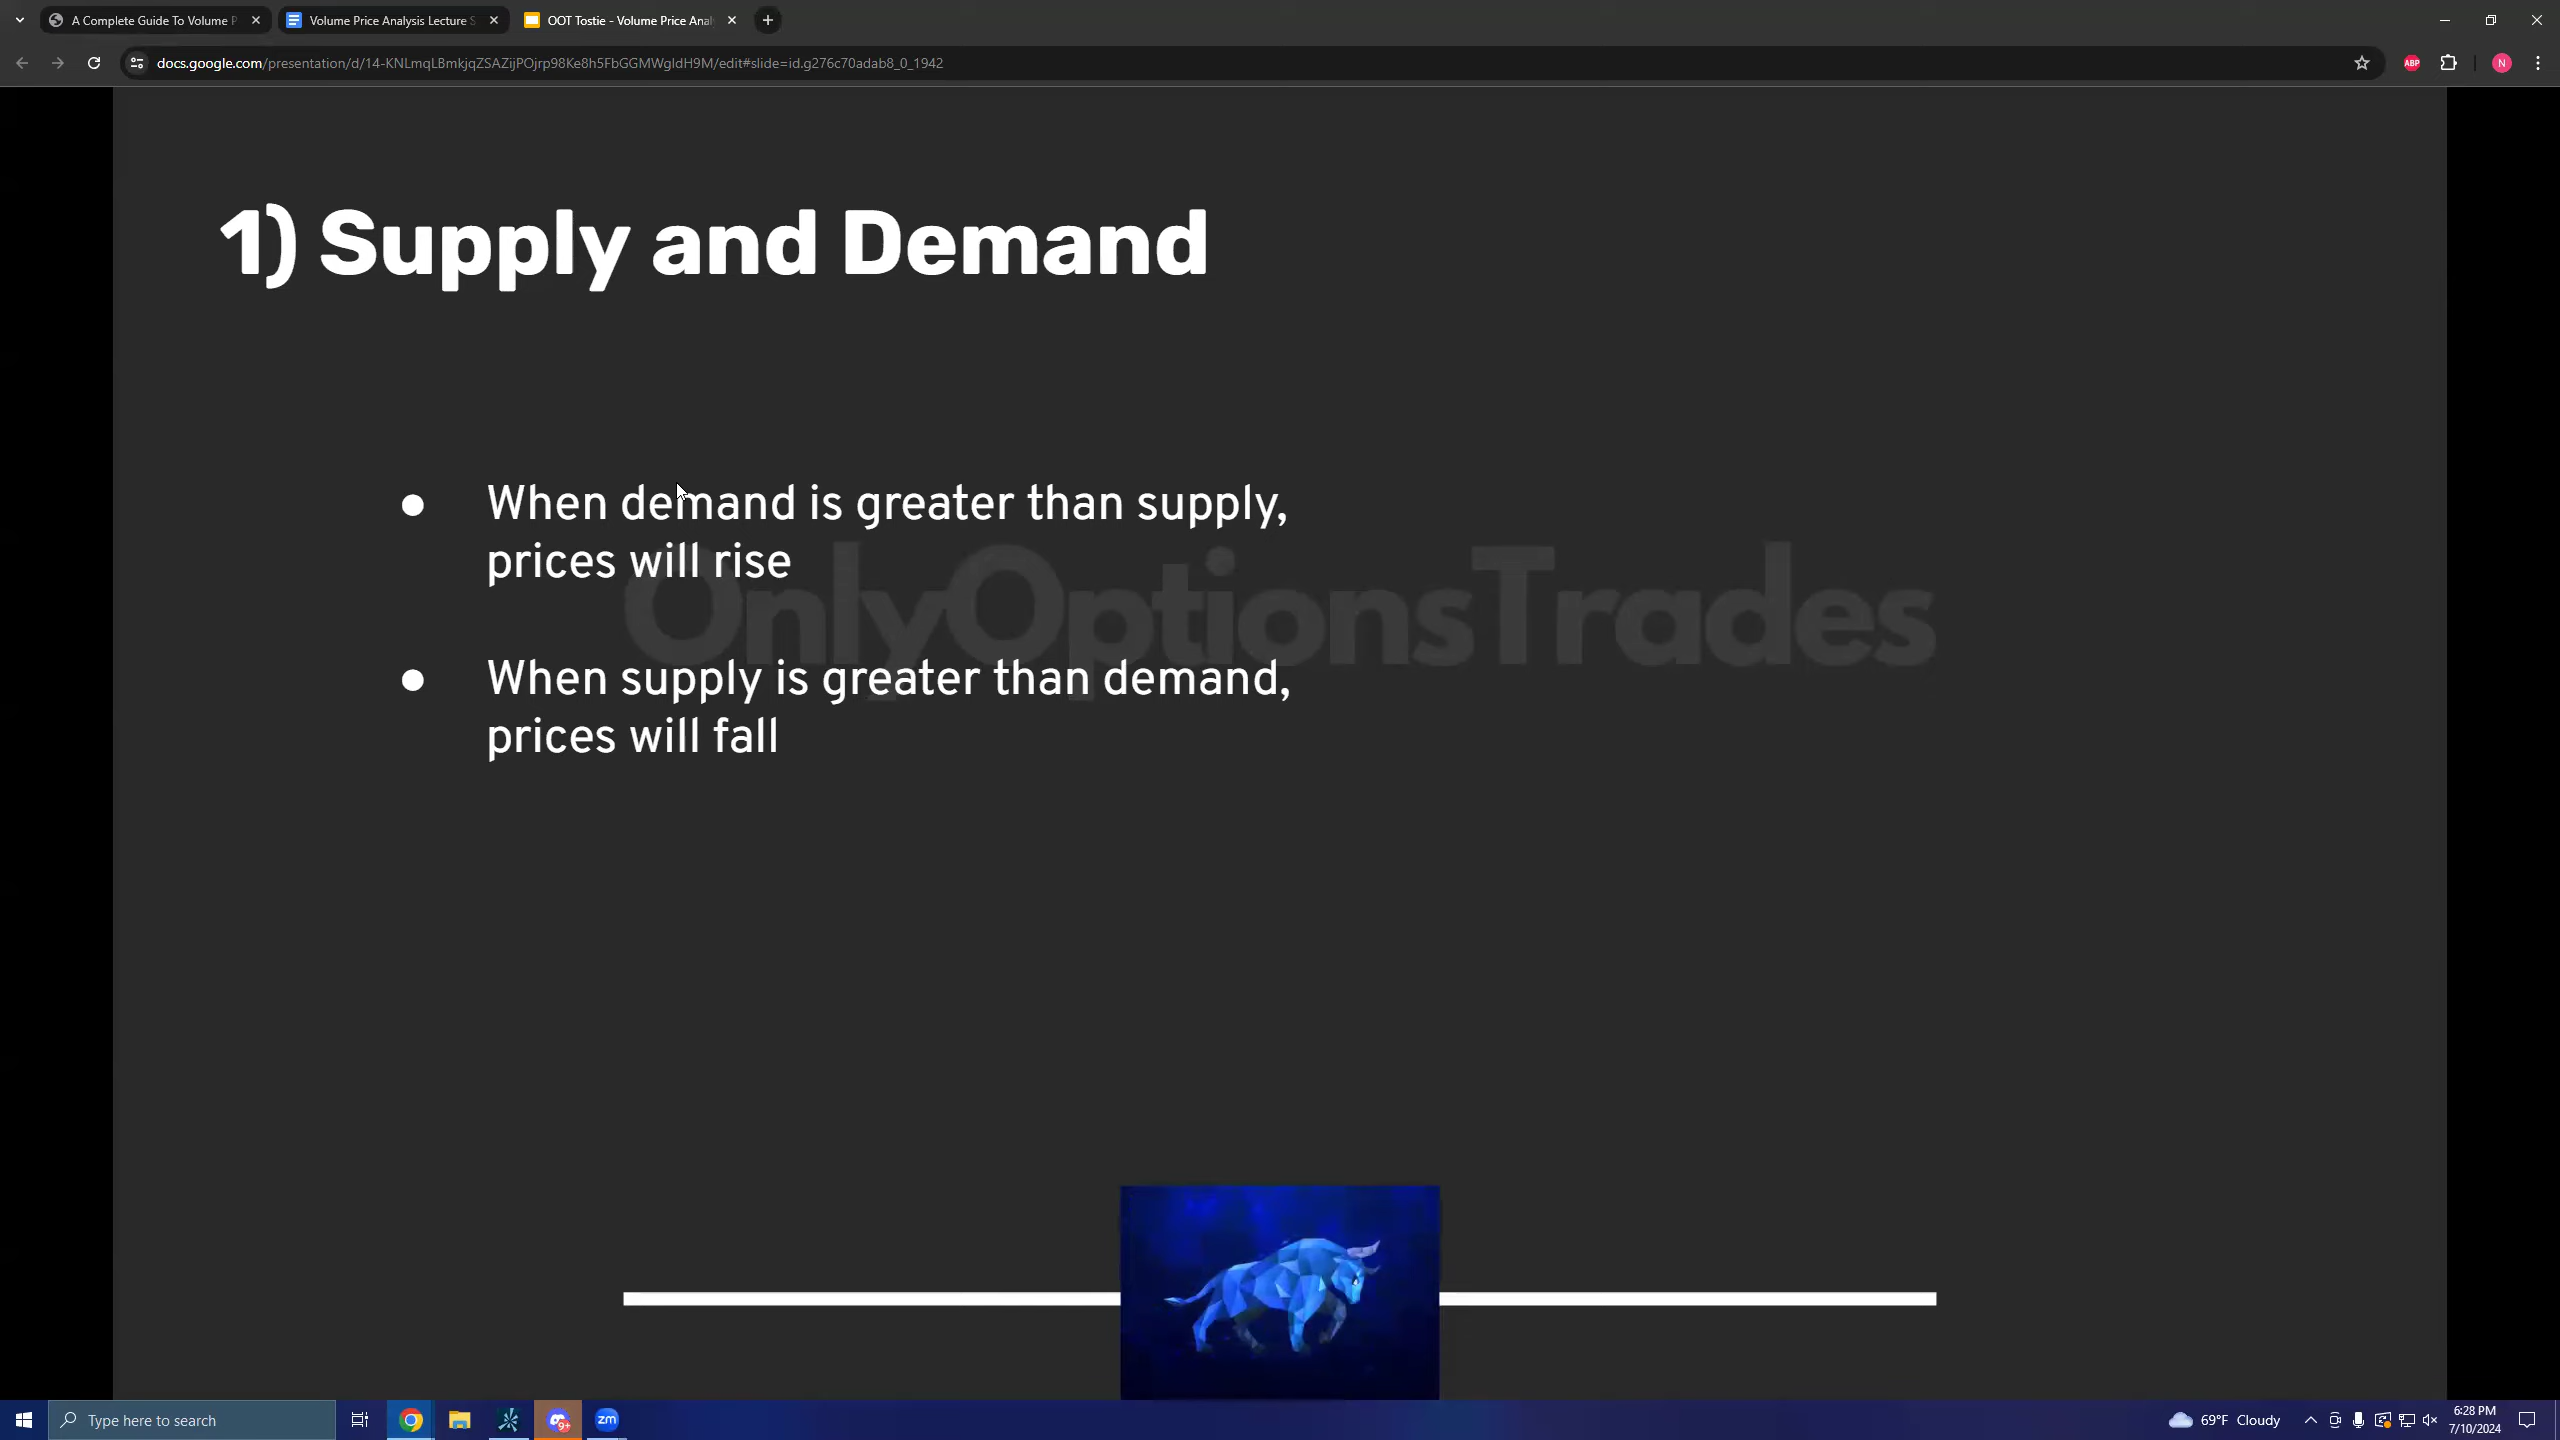 A Complete Guide To Volume P
Volume Price Analysis Lecture S
OOT Tostie - Volume Price Anal
docs.google.com/presentation/d/14-KNLmqLBmkjqZSAZijPOjrp98Ke8h5FbGGMWgldH9M/edit#slide=id.g276c70adab8_0_1942
ABP
N
1) Supply and Demand
● When demand is greater than supply,
prices will rise
OnlyOptionsTrades
● When supply is greater than demand,
prices will fall
Type here to search
9+
zm
69°F Cloudy
6:28 PM
7/10/2024